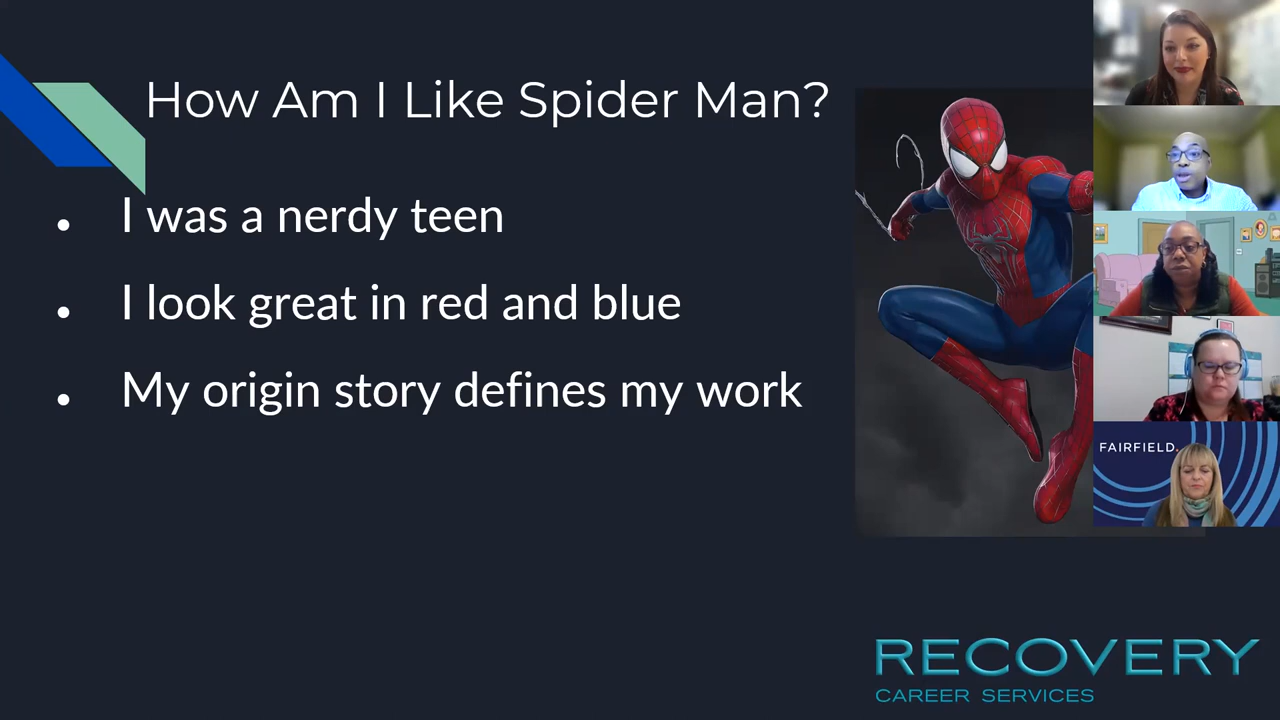 How Am I Like Spider Man?
• I was a nerdy teen
• I look great in red and blue
• My origin story defines my work
FAIRFIELD.
RECOVERY
CAREER SERVICES